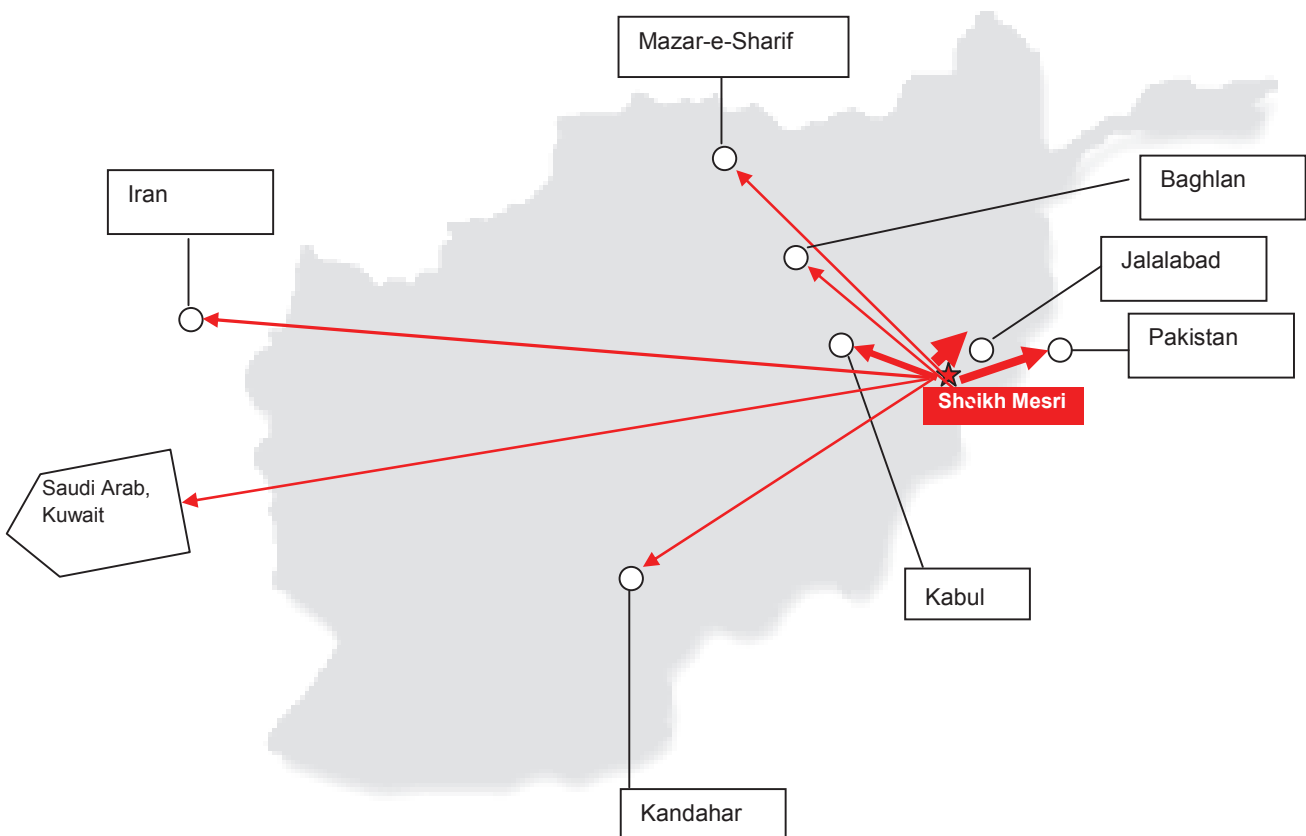 Mazar-e-Sharif
Baghlan
Iran
Jalalabad
Pakistan
Sheikh Mesri
Saudi Arab,
Kuwait
Kabul
Kandahar